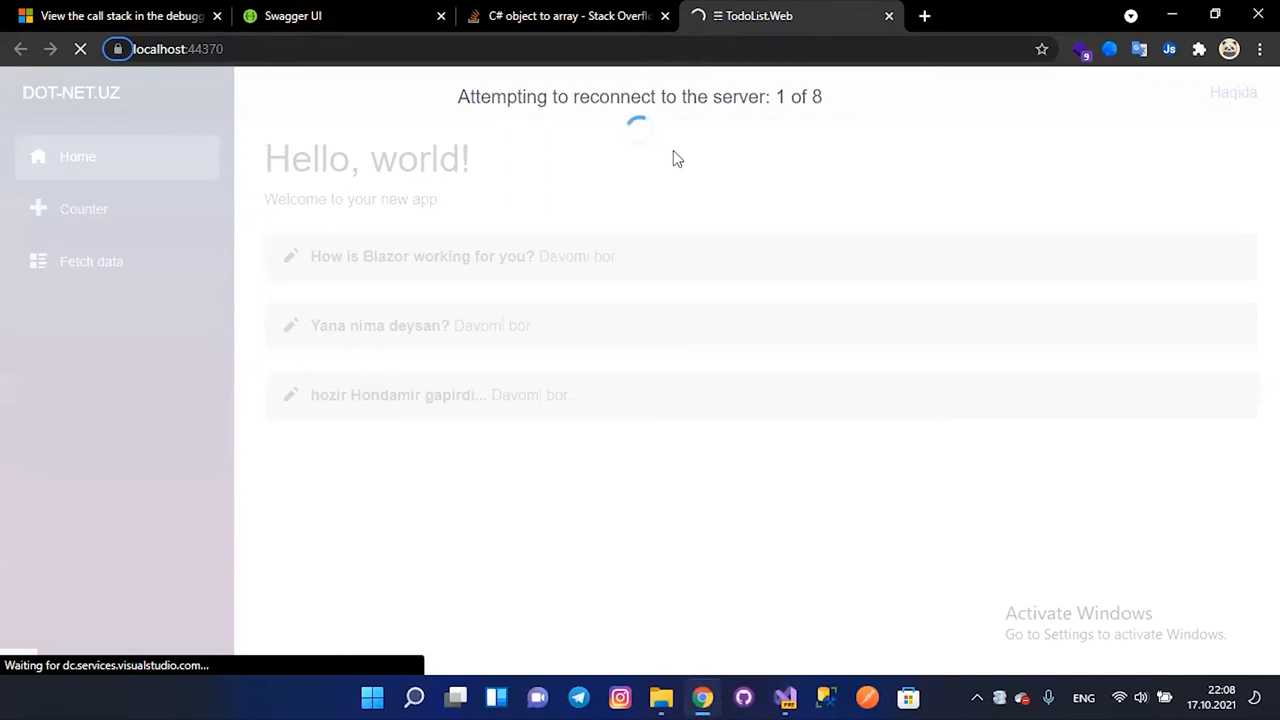 View the call stack in the debugg
Swagger UI
C# object to array - Stack Overflo
TodoList.Web
localhost:44370
9
Js
DOT-NET.UZ
Attempting to reconnect to the server: 1 of 8
Haqida
Home
Hello, world!
Counter
Welcome to your new app
Fetch data
How is Blazor working for you? Davomi bor...
Yana nima deysan? Davomi bor.
hozir Hondamir gapirdi... Davomi bor...
Activate Windows
Go to Settings to activate Windows.
Waiting for dc.services.visualstudio.com...
PRE
ENG
22:08
17.10.2021